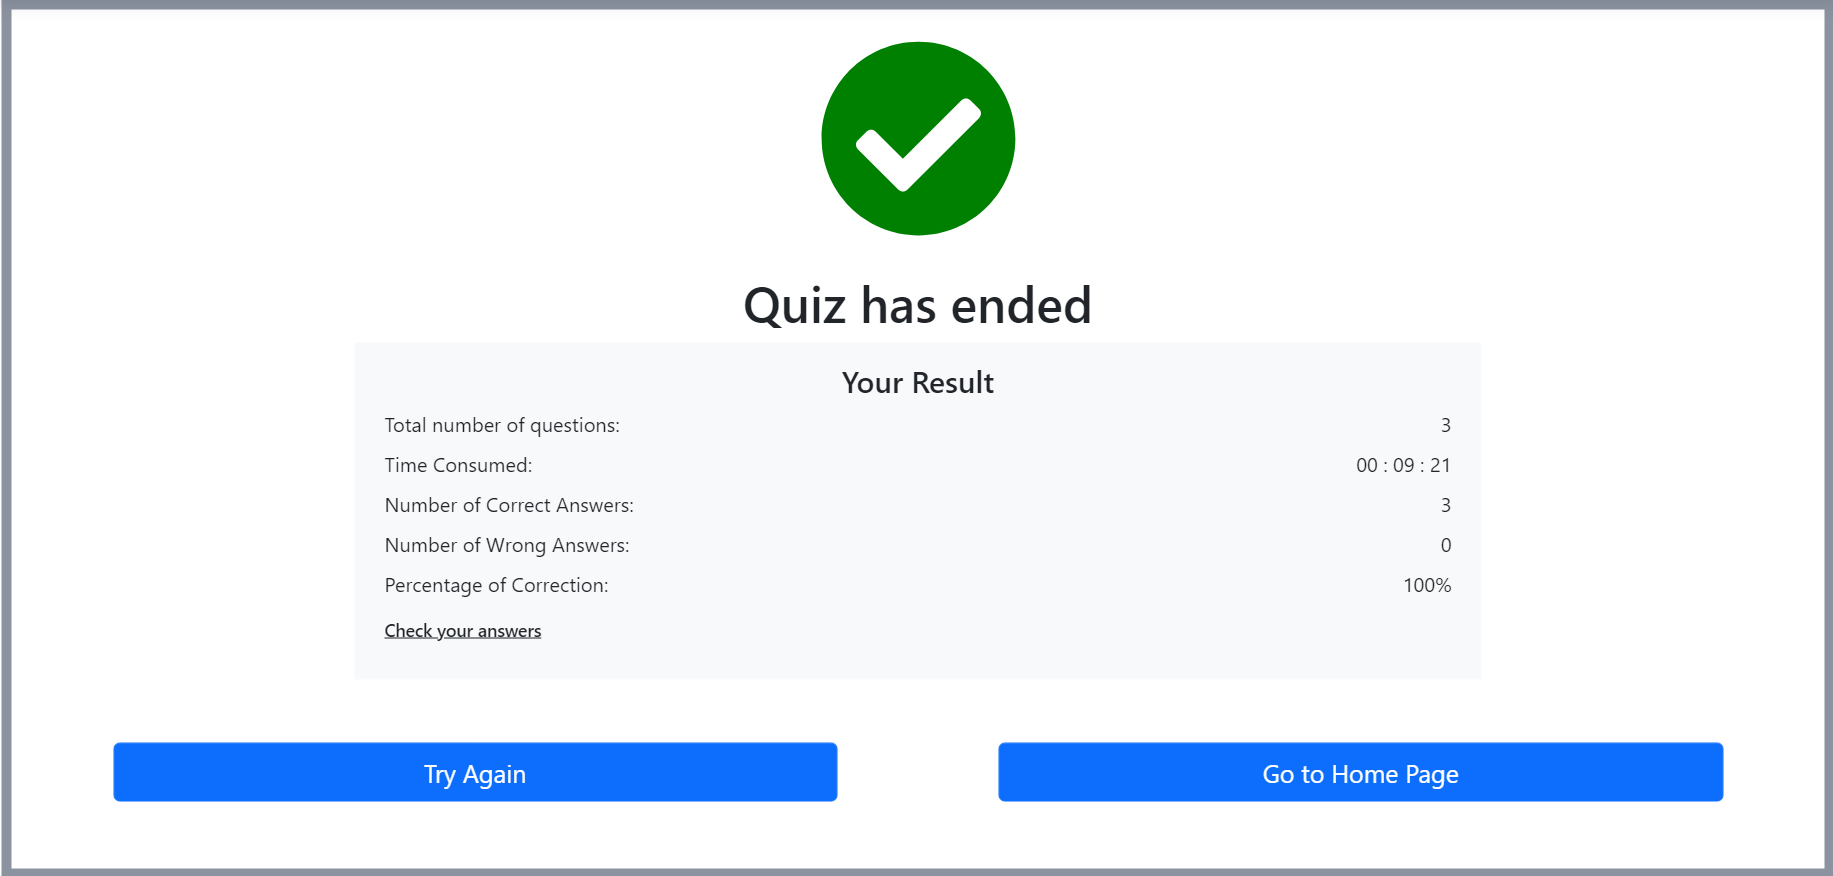 Quiz has ended
Your Result
Total number of questions: 3
Time Consumed: 00 : 09 : 21
Number of Correct Answers: 3
Number of Wrong Answers: 0
Percentage of Correction: 100%
Check your answers
Try Again
Go to Home Page